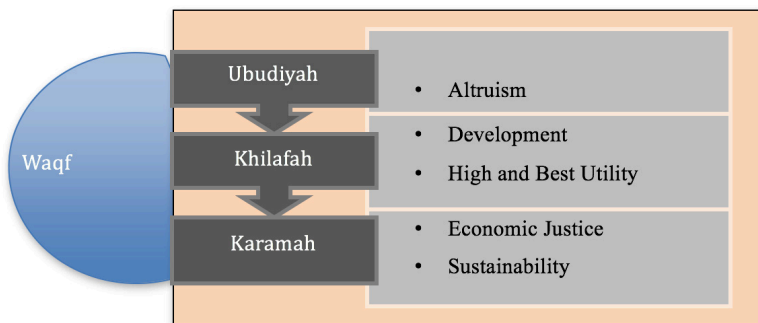 Waqf
Ubudiyah
• Altruism
Khilafah
• Development
• High and Best Utility
Karamah
• Economic Justice
• Sustainability